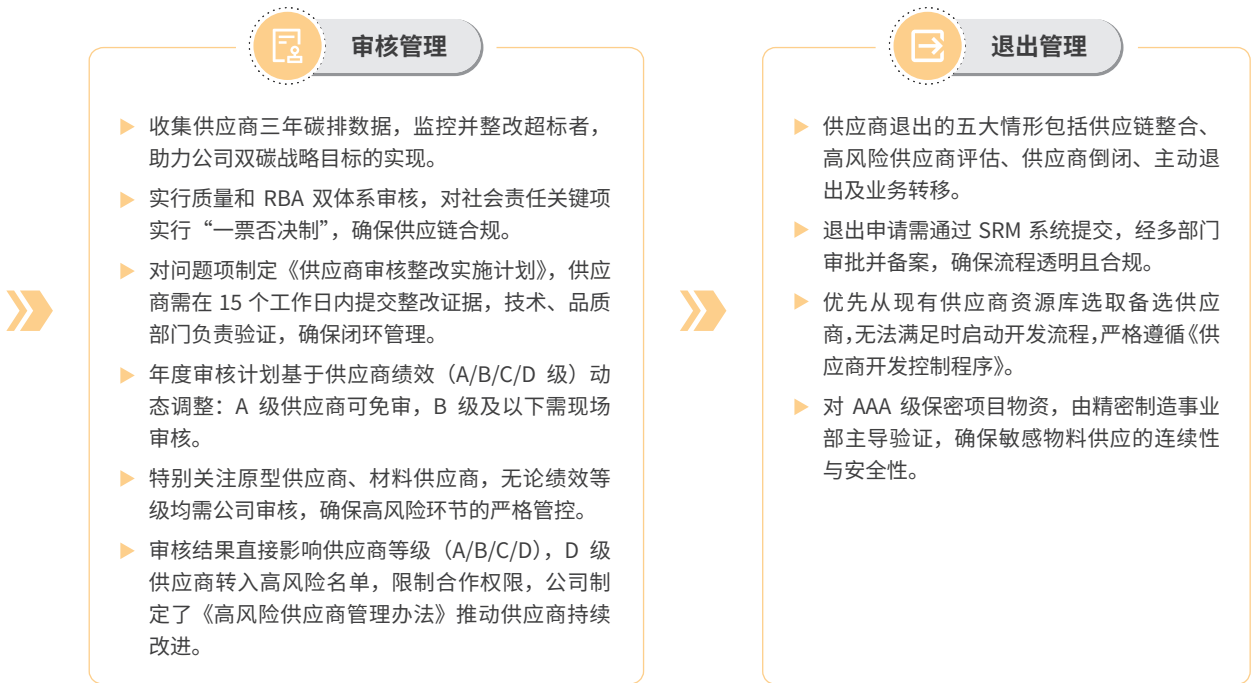 审核管理
收集供应商三年碳排数据，监控并整改超标者，
助力公司双碳战略目标的实现。
实行质量和 RBA 双体系审核，对社会责任关键项
实行“一票否决制”，确保供应链合规。
对问题项制定《供应商审核整改实施计划》，供应
商需在 15 个工作日内提交整改证据，技术、品质
部门负责验证，确保闭环管理。
年度审核计划基于供应商绩效（A/B/C/D 级）动
态调整：A 级供应商可免审，B 级及以下需现场
审核。
特别关注原型供应商、材料供应商，无论绩效等
级均需公司审核，确保高风险环节的严格管控。
审核结果直接影响供应商等级（A/B/C/D），D 级
供应商转入高风险名单，限制合作权限，公司制
定了《高风险供应商管理办法》推动供应商持续
改进。
退出管理
供应商退出的五大情形包括供应链整合、
高风险供应商评估、供应商倒闭、主动退
出及业务转移。
退出申请需通过 SRM 系统提交，经多部门
审批并备案，确保流程透明且合规。
优先从现有供应商资源库选取备选供应
商，无法满足时启动开发流程，严格遵循《供
应商开发控制程序》。
对 AAA 级保密项目物资，由精密制造事业
部主导验证，确保敏感物料供应的连续性
与安全性。